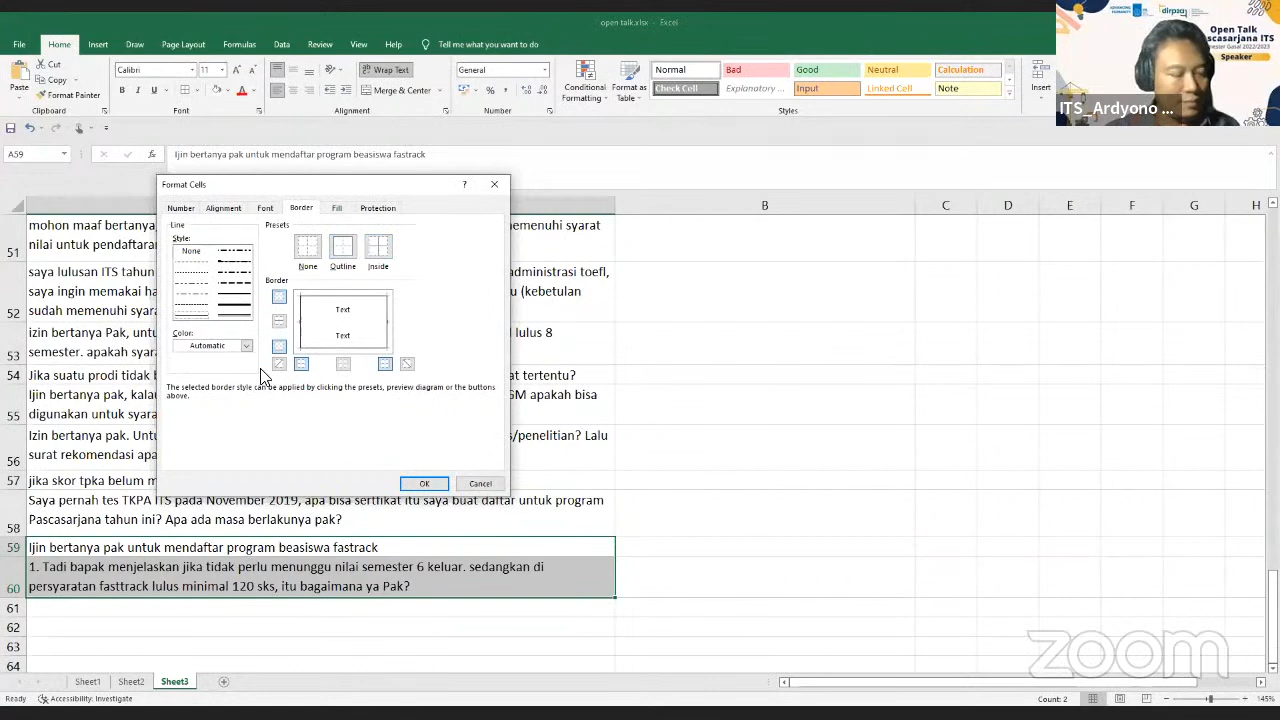 open talk.xlsx - Excel
File Home Insert Draw Page Layout Formulas Data Review View Help Tell me what you want to do
Paste
Cut
Copy
Format Painter
Clipboard
Calibri 11
B I U
Font
Wrap Text
Merge & Center
Alignment
General
Number
Conditional Formatting
Format as Table
Normal Bad Good Neutral Calculation
Check Cell Explanatory ... Input Linked Cell Note
Styles
Insert
Open Talk
Pascasarjana ITS
Semester Gasal 2022/2023
Speaker
ITS_Ardyono ...
A59
fx Ijin bertanya pak untuk mendaftar program beasiswa fastrack
B C D E F G H
Format Cells
Number Alignment Font Border Fill Protection
Line
Style:
None
Color:
Automatic
Presets
None Outline Inside
Border
Text
Text
The selected border style can be applied by clicking the presets, preview diagram or the buttons
above.
OK Cancel
mohon maaf bertanya memenuhi syarat
51 nilai untuk pendaftar
saya lulusan ITS tahun administrasi toefl,
saya ingin memakai ha (kebetulan
52 sudah memenuhi syara
izin bertanya Pak, untu lulus 8
53 semester. apakah syara
54 Jika suatu prodi tidak b at tertentu?
Ijin bertanya pak, kalau GM apakah bisa
55 digunakan untuk syara
Izin bertanya pak. Untu s/penelitian? Lalu
56 surat rekomendasi apa
57 jika skor tpka belum m
Saya pernah tes TKPA ITS pada November 2019, apa bisa sertfikat itu saya buat daftar untuk program
58 Pascasarjana tahun ini? Apa ada masa berlakunya pak?
59 Ijin bertanya pak untuk mendaftar program beasiswa fastrack
1. Tadi bapak menjelaskan jika tidak perlu menunggu nilai semester 6 keluar. sedangkan di
60 persyaratan fasttrack lulus minimal 120 sks, itu bagaimana ya Pak?
61
62
63
64
zoom
Sheet1 Sheet2 Sheet3
Ready Accessibility: Investigate Count: 2 145%